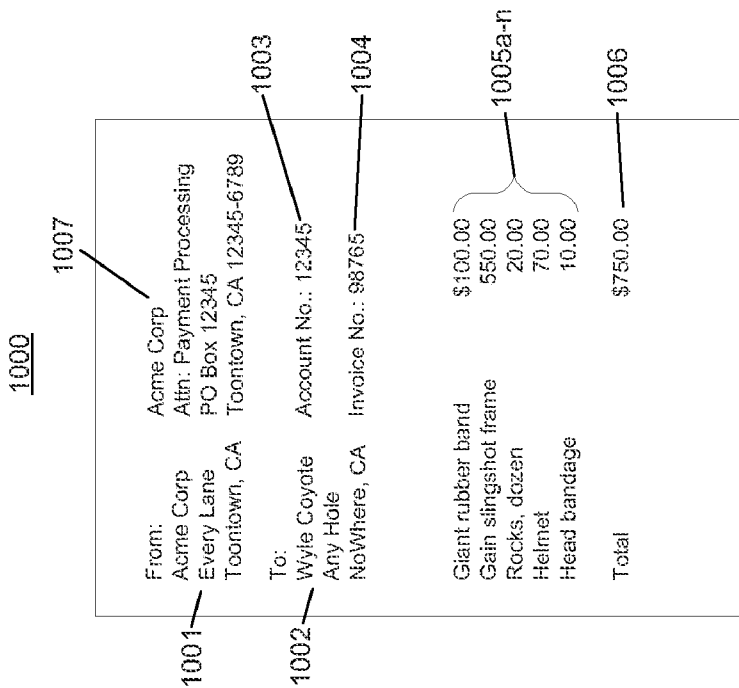 1000
1007
From:
Acme Corp
Every Lane
Toontown, CA
Acme Corp
Attn: Payment Processing
PO Box 12345
Toontown, CA 12345-6789
1001
To:
Wyle Coyote
Any Hole
NoWhere, CA
1002
Account No.: 12345
1003
Invoice No.: 98765
1004
Giant rubber band $100.00
Gain slingshot frame 550.00
Rocks, dozen 20.00
Helmet 70.00
Head bandage 10.00
1005a-n
Total $750.00
1006